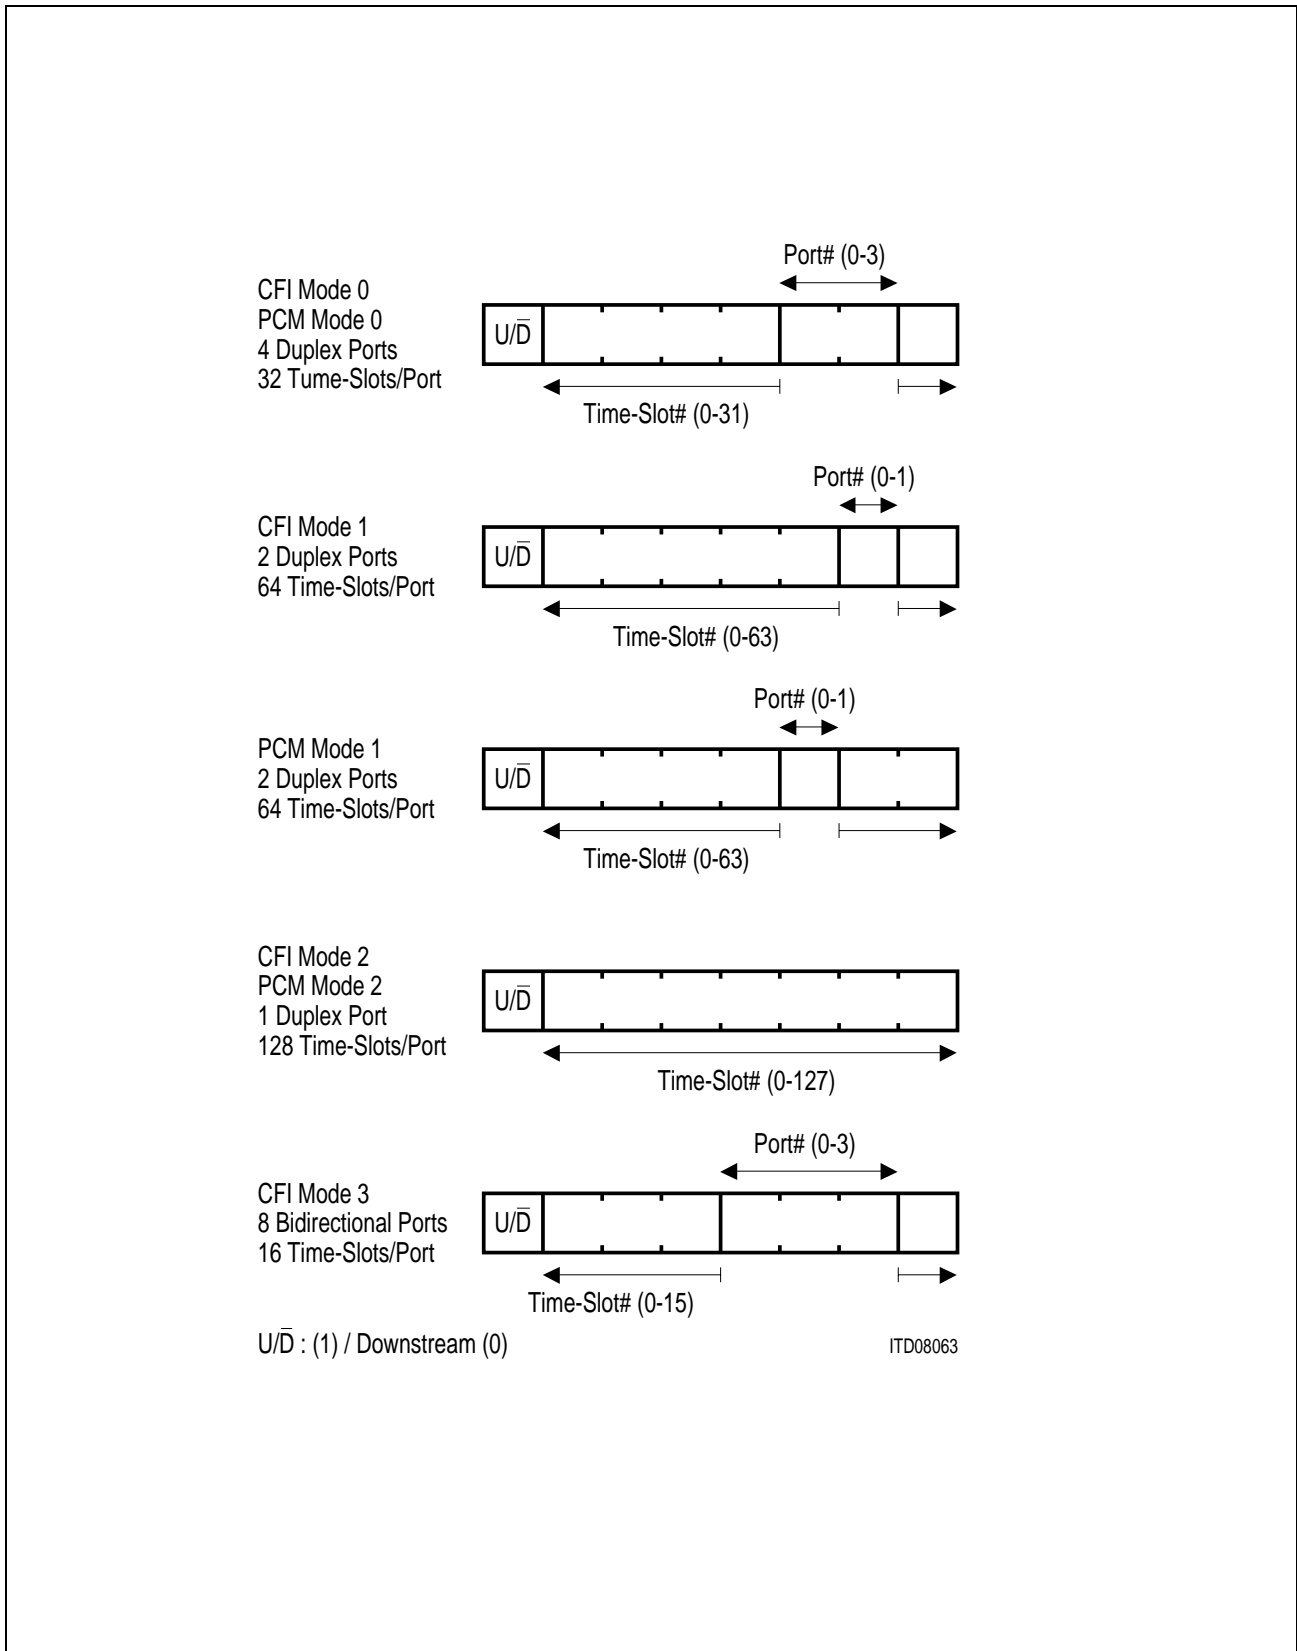 Port# (0-3)
CFI Mode 0
PCM Mode 0
4 Duplex Ports
32 Tume-Slots/Port
U/D̅
Time-Slot# (0-31)
Port# (0-1)
CFI Mode 1
2 Duplex Ports
64 Time-Slots/Port
U/D̅
Time-Slot# (0-63)
Port# (0-1)
PCM Mode 1
2 Duplex Ports
64 Time-Slots/Port
U/D̅
Time-Slot# (0-63)
CFI Mode 2
PCM Mode 2
1 Duplex Port
128 Time-Slots/Port
U/D̅
Time-Slot# (0-127)
Port# (0-3)
CFI Mode 3
8 Bidirectional Ports
16 Time-Slots/Port
U/D̅
Time-Slot# (0-15)
U/D̅ : (1) / Downstream (0)
ITD08063